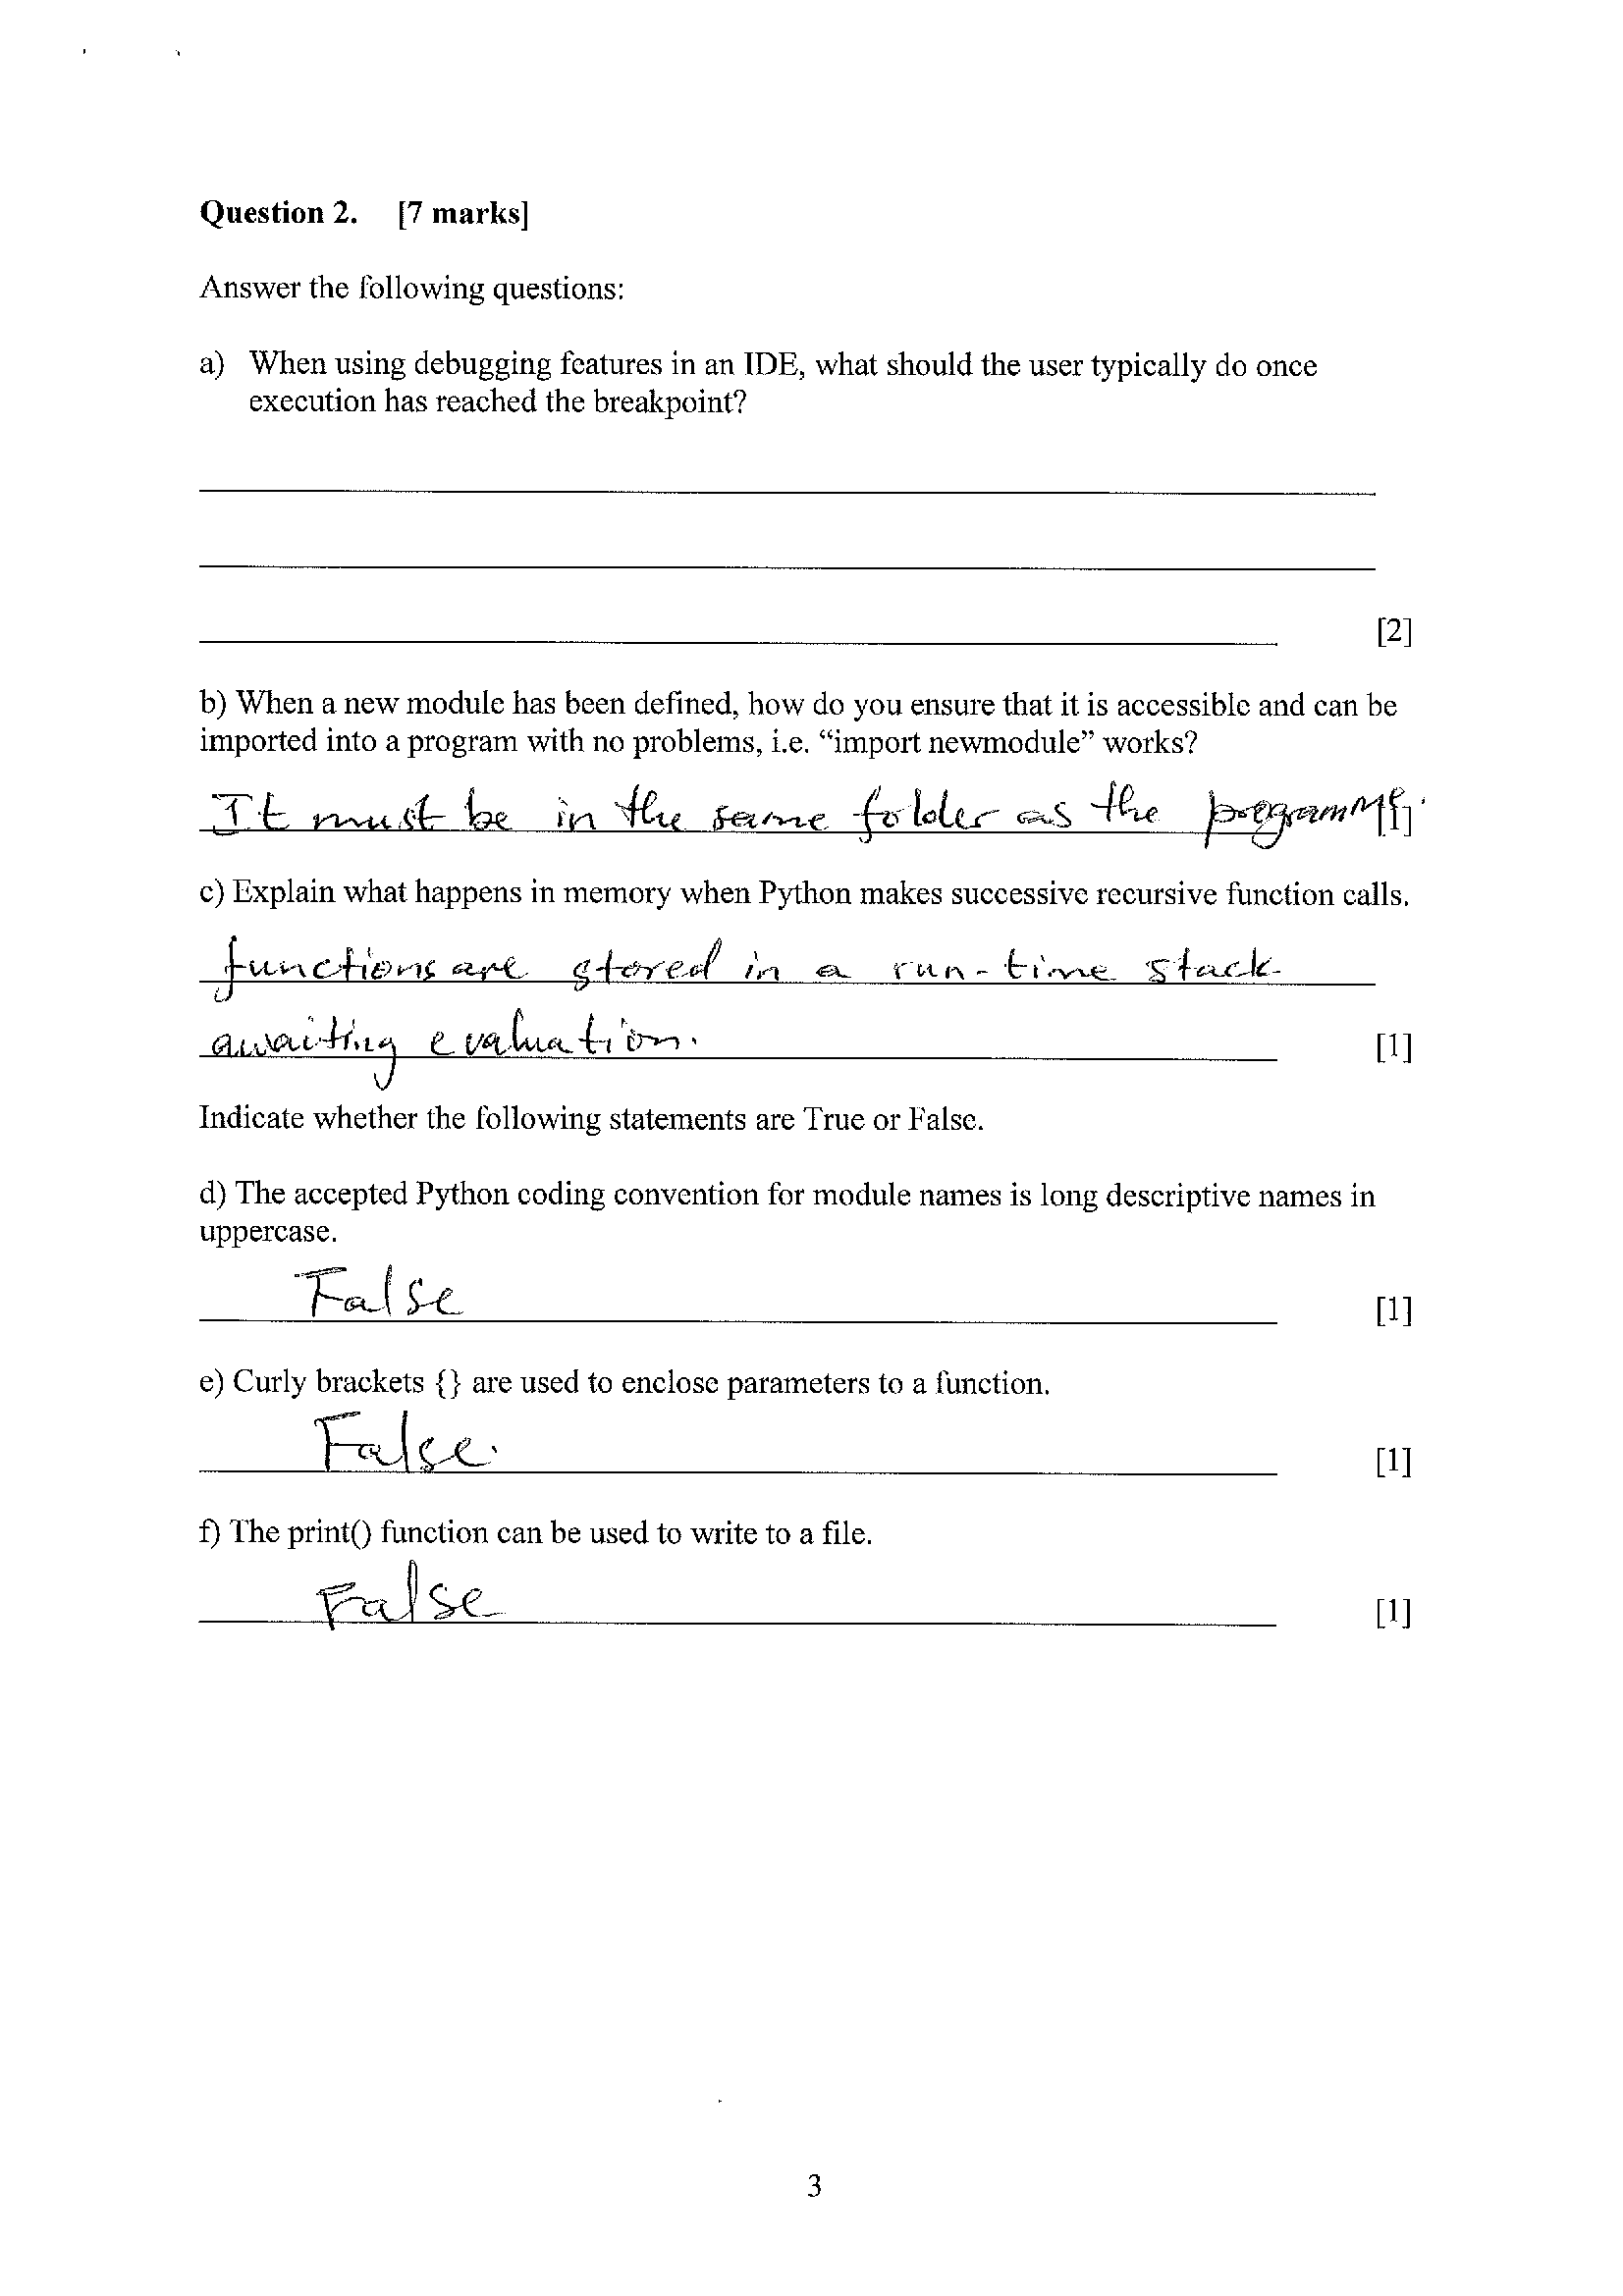 Question 2. [7 marks]
Answer the following questions:
a) When using debugging features in an IDE, what should the user typically do once
execution has reached the breakpoint?
[2]
b) When a new module has been defined, how do you ensure that it is accessible and can be
imported into a program with no problems, i.e. “import newmodule” works?
It must be in the same folder as the programme. [1]
c) Explain what happens in memory when Python makes successive recursive function calls.
functions are stored in a run-time stack
awaiting evaluation. [1]
Indicate whether the following statements are True or False.
d) The accepted Python coding convention for module names is long descriptive names in
uppercase.
False [1]
e) Curly brackets {} are used to enclose parameters to a function.
False. [1]
f) The print() function can be used to write to a file.
False [1]
3